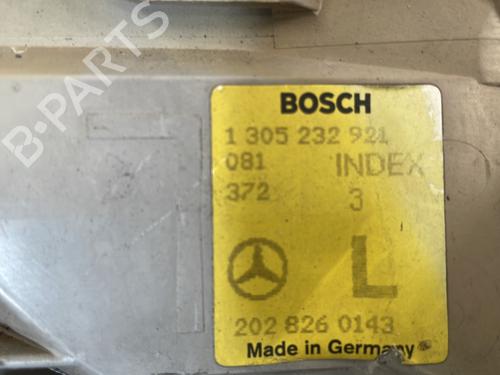 BOSCH
1 305 232 921
081 INDEX
372 3
L
202 826 0143
Made in Germany
B-PARTS